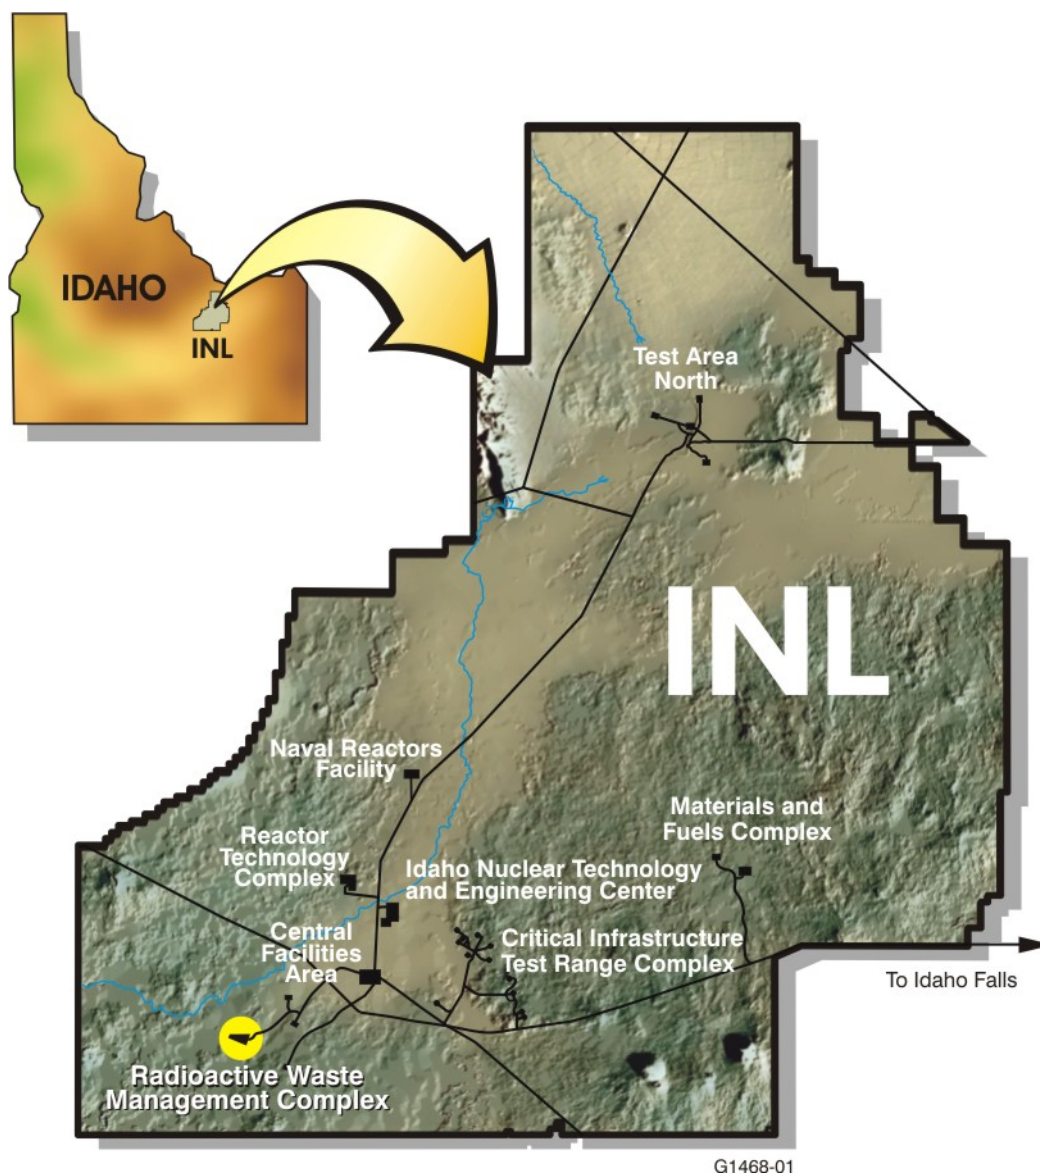 IDAHO
INL
Test Area
North
INL
Naval Reactors
Facility
Materials and
Fuels Complex
Reactor
Technology
Complex
Idaho Nuclear Technology
and Engineering Center
Central
Facilities
Area
Critical Infrastructure
Test Range Complex
To Idaho Falls
Radioactive Waste
Management Complex
G1468-01